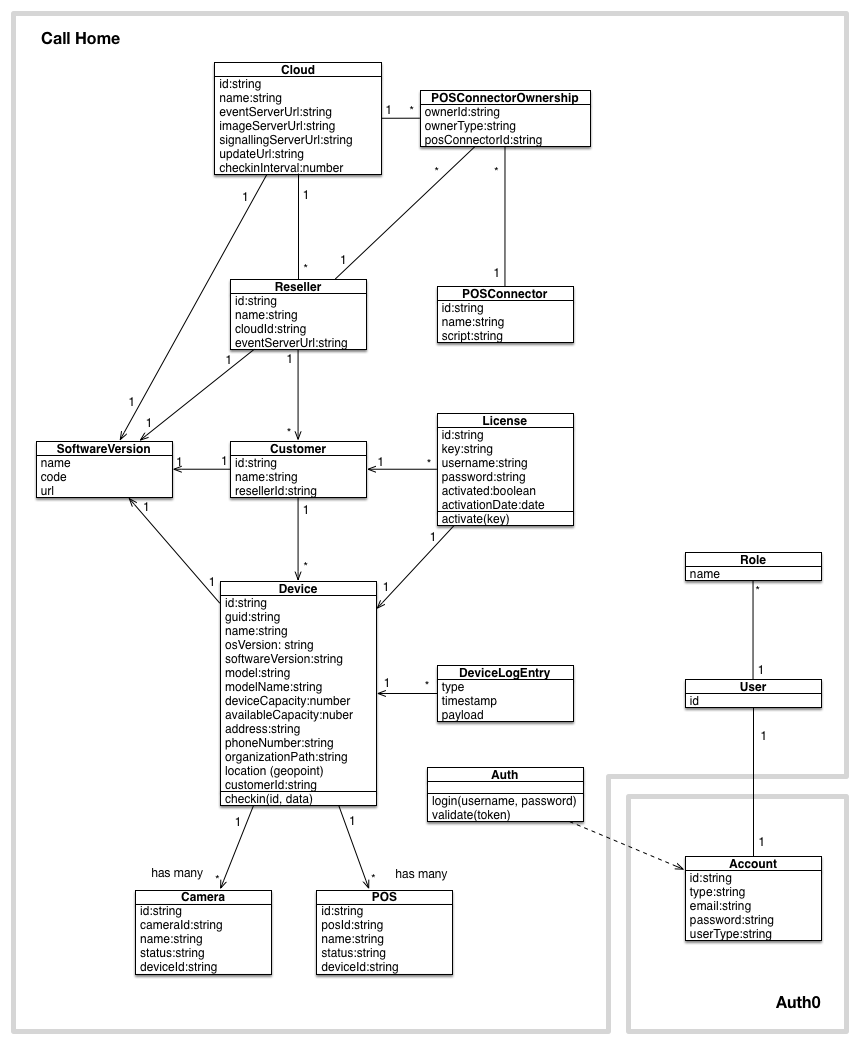 Call Home
Cloud
id:string
name:string
eventServerUrl:string
imageServerUrl:string
signallingServerUrl:string
updateUrl:string
checkinInterval:number
1
*
POSConnectorOwnership
ownerId:string
ownerType:string
posConnectorId:string
1
1
*
*
*
1
1
Reseller
id:string
name:string
cloudId:string
eventServerUrl:string
POSConnector
id:string
name:string
script:string
1
1
1
1
*
SoftwareVersion
name
code
url
1
1
Customer
id:string
name:string
resellerId:string
1
*
License
id:string
key:string
username:string
password:string
activated:boolean
activationDate:date
activate(key)
1
1
*
1
1
1
Device
id:string
guid:string
name:string
osVersion: string
softwareVersion:string
model:string
modelName:string
deviceCapacity:number
availableCapacity:nuber
address:string
phoneNumber:string
organizationPath:string
location (geopoint)
customerId:string
checkin(id, data)
1
*
DeviceLogEntry
type
timestamp
payload
Role
name
*
1
User
id
1
1
Auth
login(username, password)
validate(token)
1
1
has many
*
*
has many
Camera
id:string
cameraId:string
name:string
status:string
deviceId:string
POS
id:string
posId:string
name:string
status:string
deviceId:string
Account
id:string
type:string
email:string
password:string
userType:string
Auth0